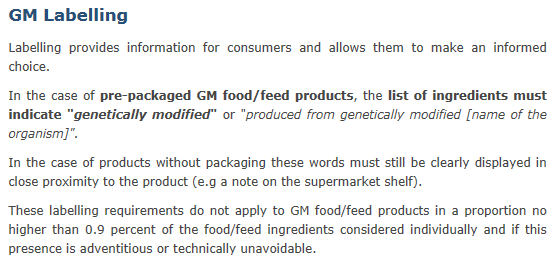 GM Labelling
Labelling provides information for consumers and allows them to make an informed
choice.
In the case of pre-packaged GM food/feed products, the list of ingredients must
indicate "genetically modified" or "produced from genetically modified [name of the
organism]".
In the case of products without packaging these words must still be clearly displayed in
close proximity to the product (e.g a note on the supermarket shelf).
These labelling requirements do not apply to GM food/feed products in a proportion no
higher than 0.9 percent of the food/feed ingredients considered individually and if this
presence is adventitious or technically unavoidable.